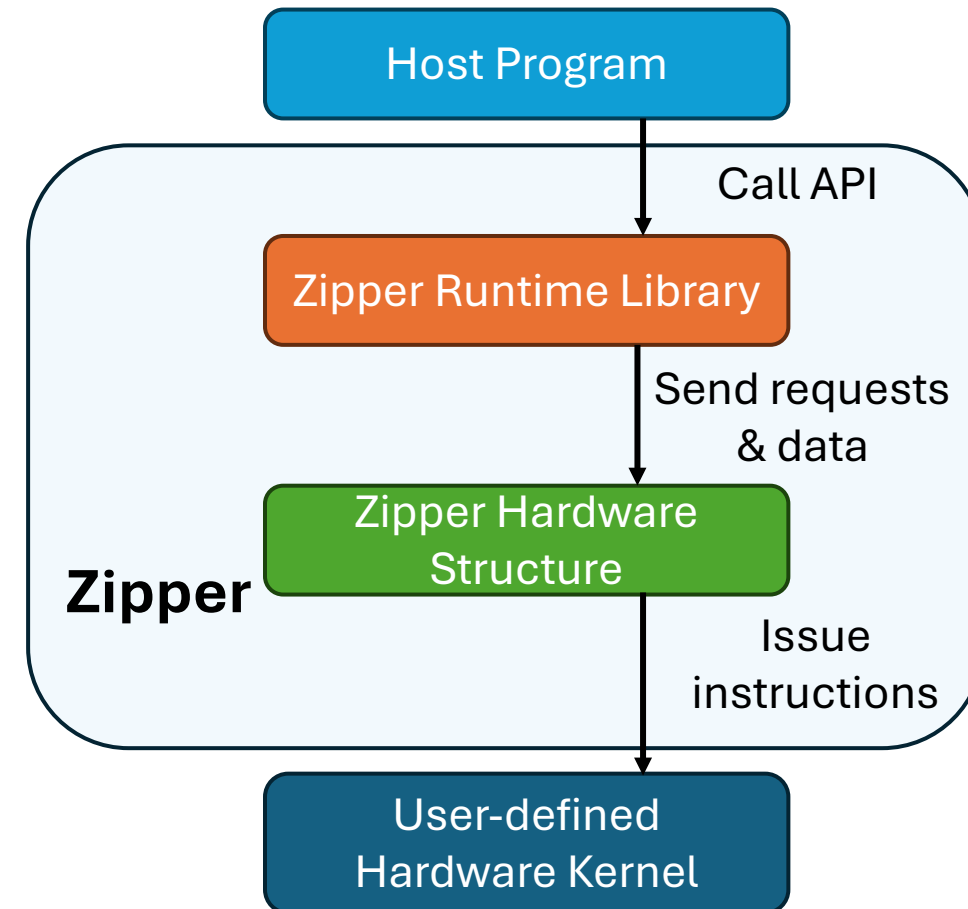 Host Program
Call API
Zipper Runtime Library
Send requests
& data
Zipper Hardware
Structure
Zipper
Issue
instructions
User-defined
Hardware Kernel